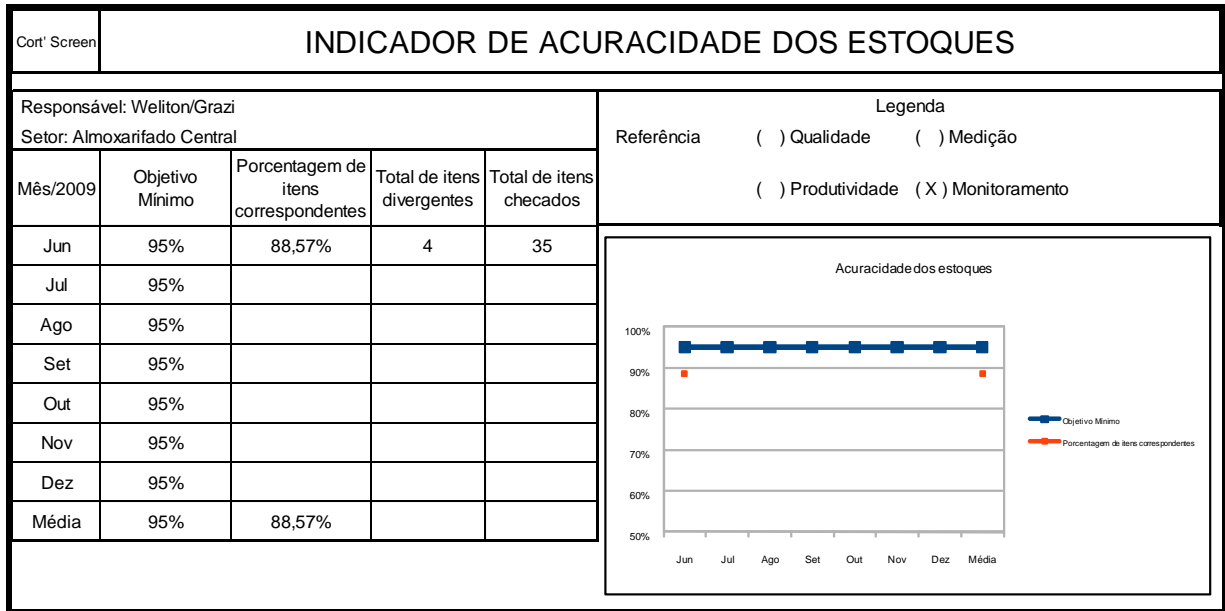 Cort' Screen
INDICADOR DE ACURACIDADE DOS ESTOQUES
Responsável: Weliton/Grazi
Setor: Almoxarifado Central
Legenda
Referência ( ) Qualidade ( ) Medição
( ) Produtividade ( X ) Monitoramento
Mês/2009
Objetivo
Mínimo
Porcentagem de
itens
correspondentes
Total de itens
divergentes
Total de itens
checados
Jun 95% 88,57% 4 35
Jul 95%
Ago 95%
Set 95%
Out 95%
Nov 95%
Dez 95%
Média 95% 88,57%
Acuracidade dos estoques
100%
90%
80%
70%
60%
50%
Jun Jul Ago Set Out Nov Dez Média
Objetivo Mínimo
Porcentagem de itens correspondentes